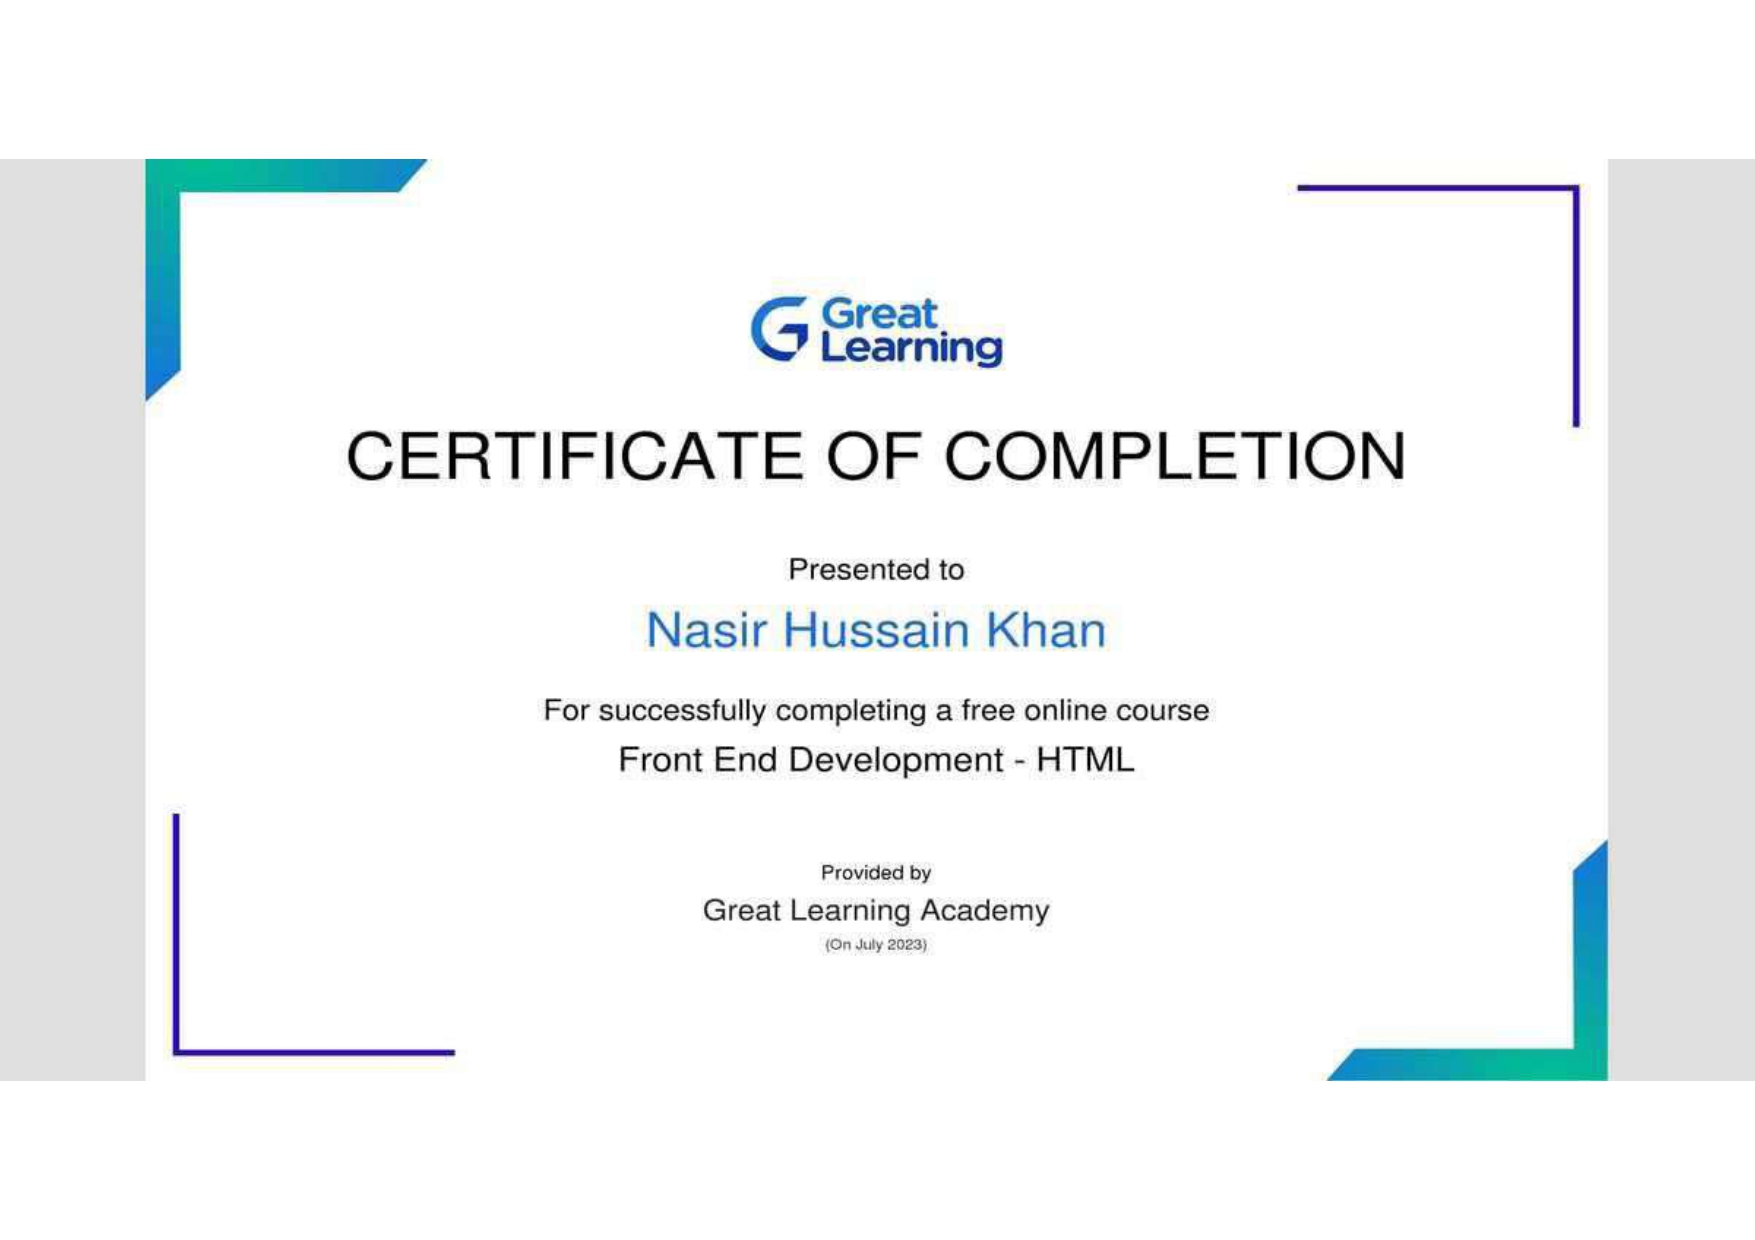 Great
Learning
CERTIFICATE OF COMPLETION
Presented to
Nasir Hussain Khan
For successfully completing a free online course
Front End Development - HTML
Provided by
Great Learning Academy
(On July 2023)